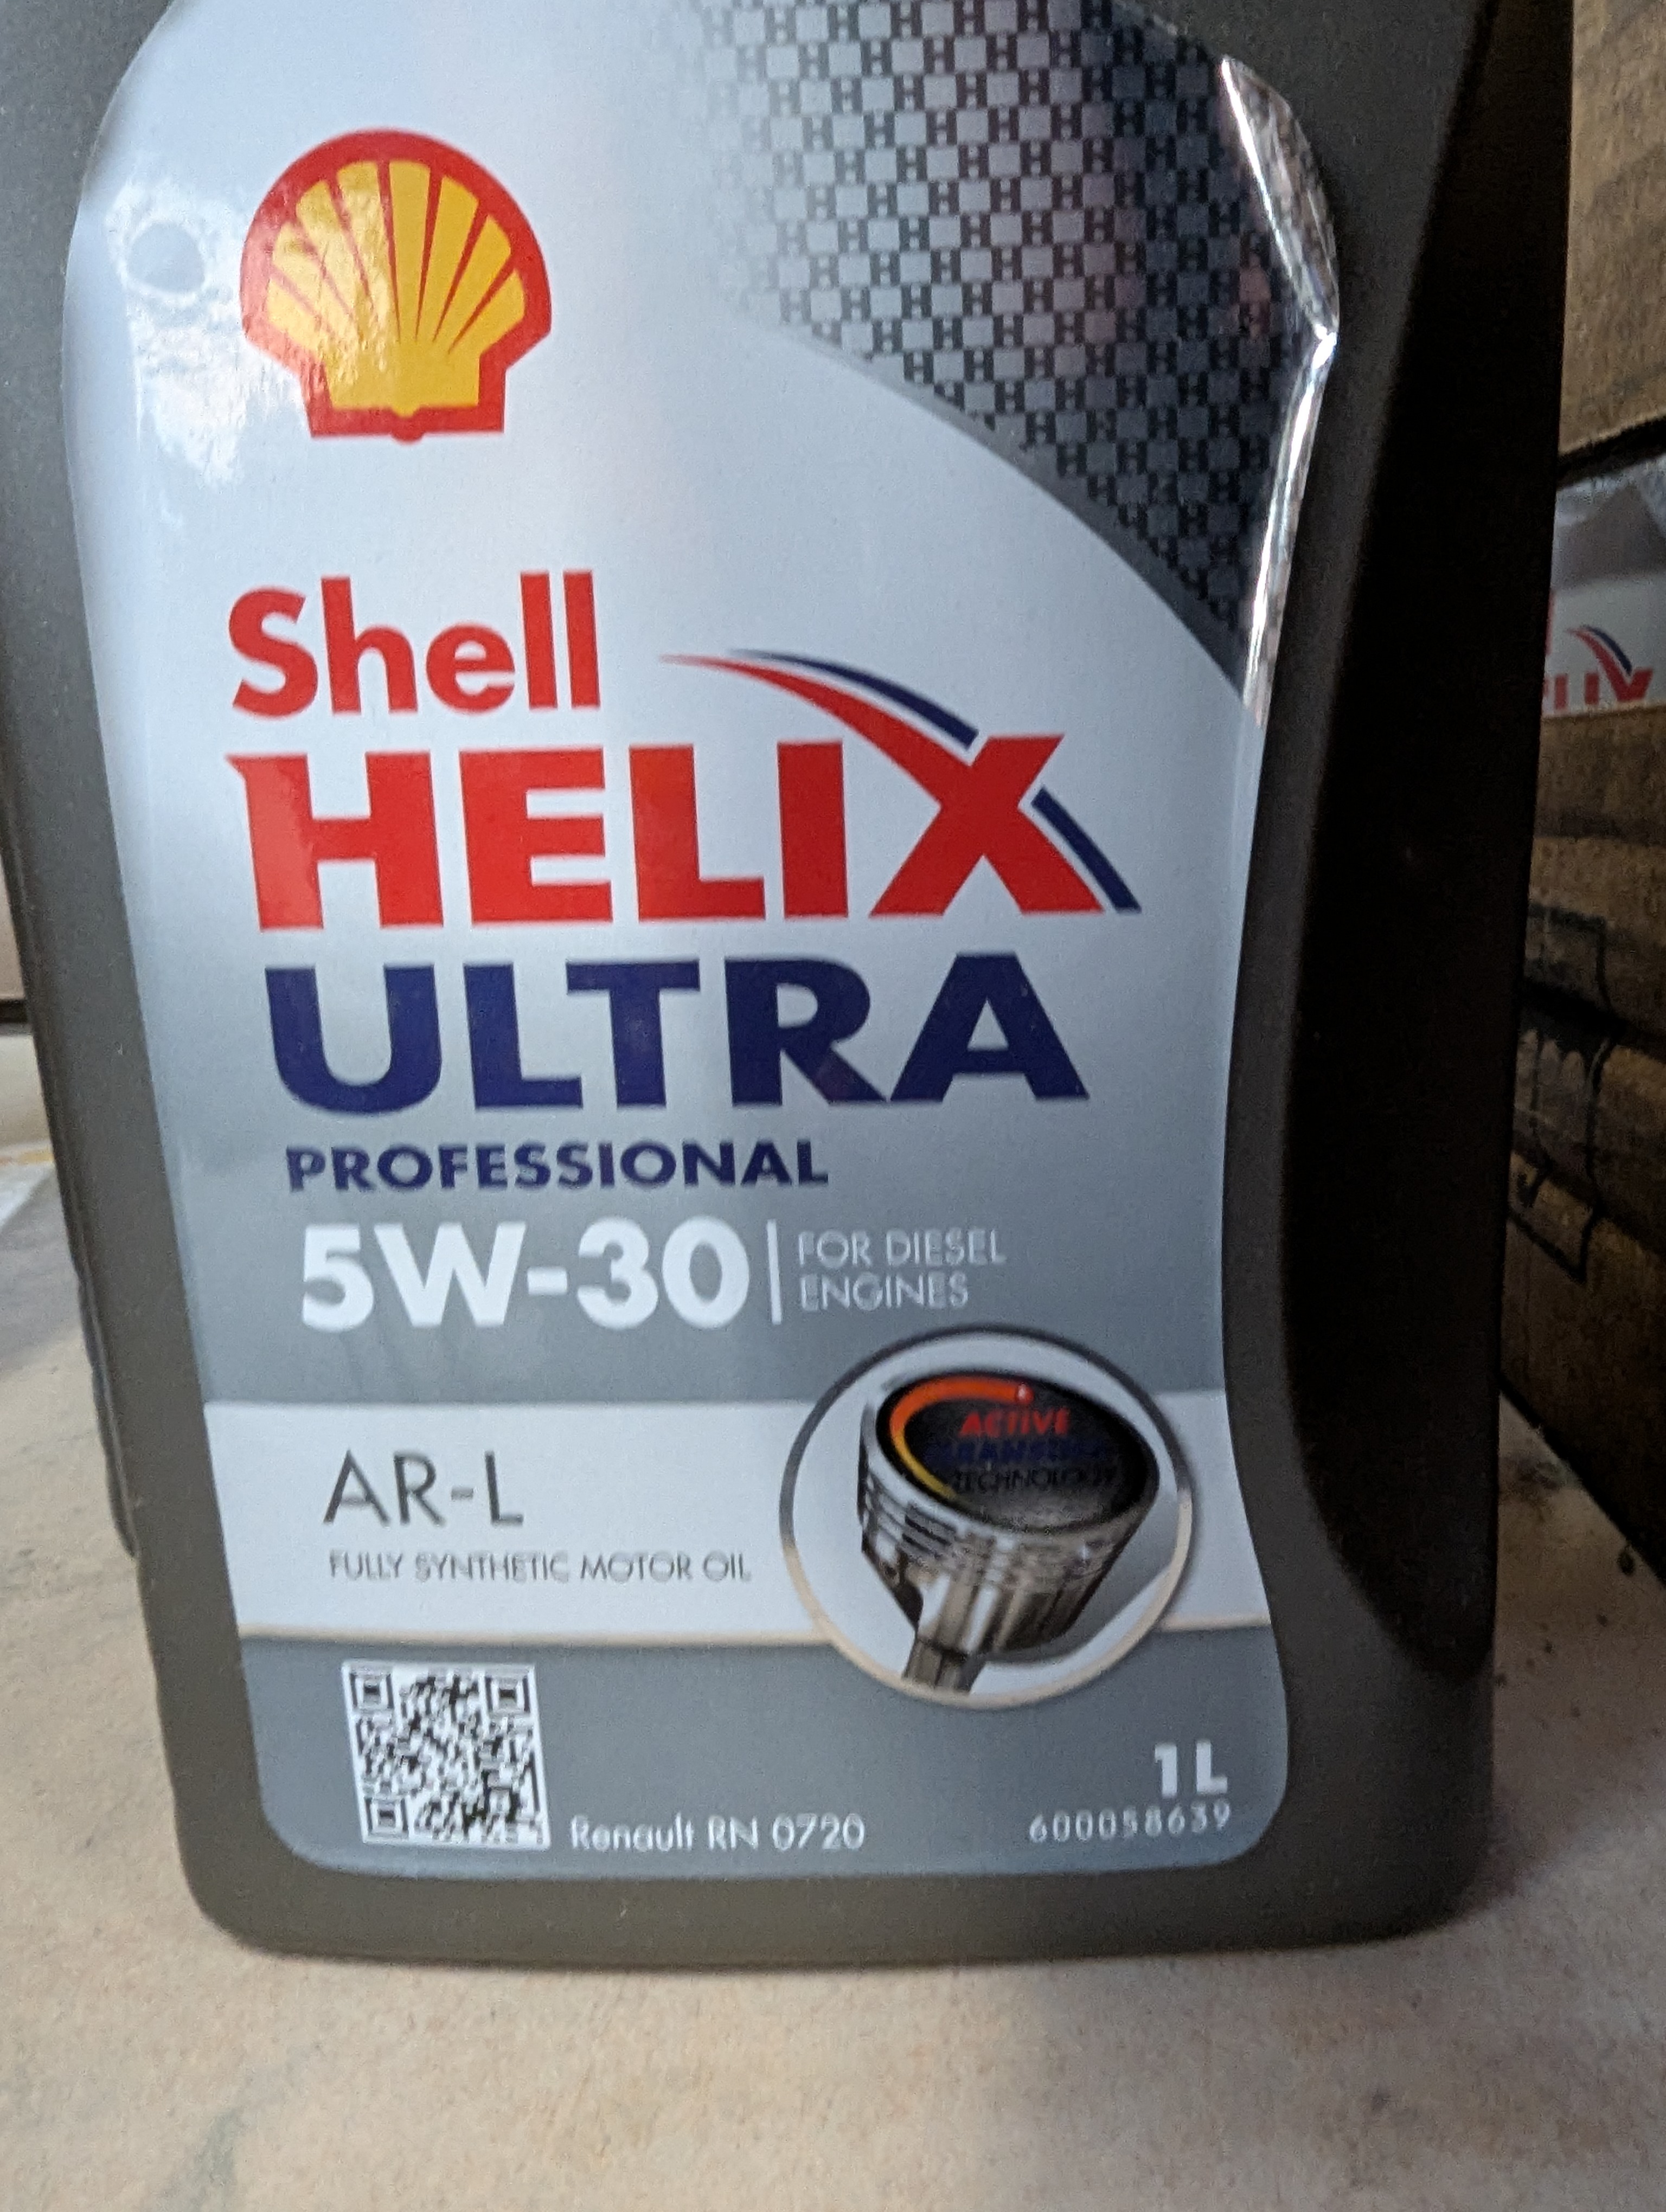 Shell
HELIX
ULTRA
PROFESSIONAL
5W-30
FOR DIESEL
ENGINES
ACTIVE
CLEANSING
TECHNOLOGY
AR-L
FULLY SYNTHETIC MOTOR OIL
1L
Renault RN 0720
600058639